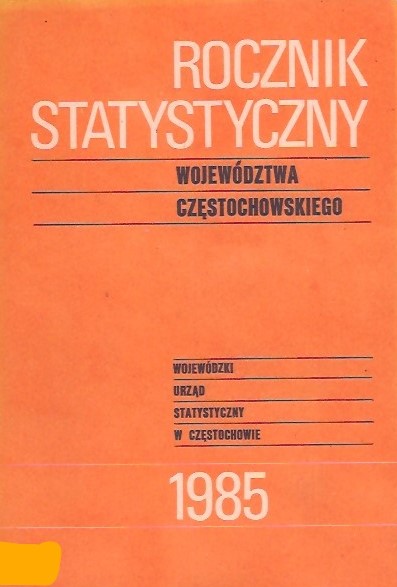 ROCZNIK
STATYSTYCZNY
WOJEWÓDZTWA
CZĘSTOCHOWSKIEGO
WOJEWÓDZKI
URZĄD
STATYSTYCZNY
W CZĘSTOCHOWIE
1985